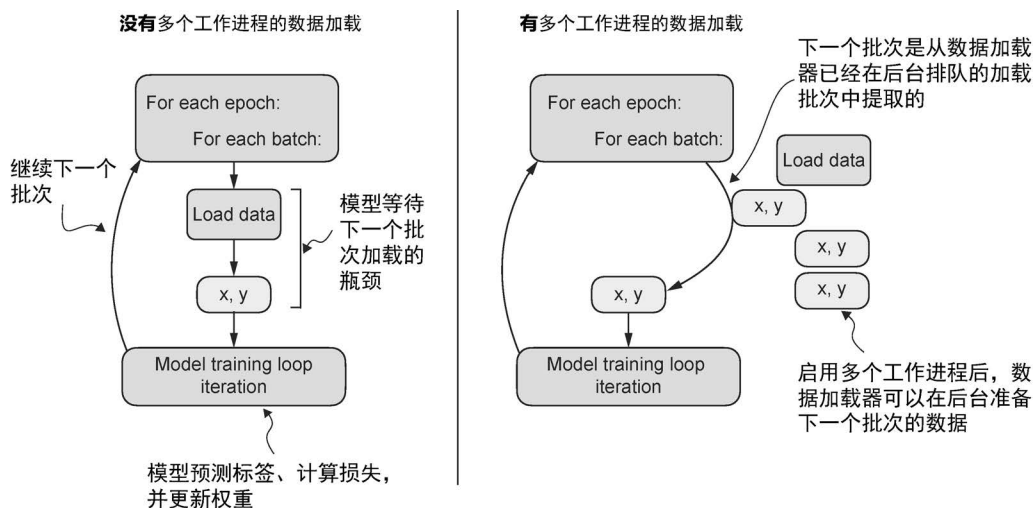 没有多个工作进程的数据加载
For each epoch:
For each batch:
继续下一个
批次
Load data
模型等待
下一个批
次加载的
瓶颈
x, y
Model training loop
iteration
模型预测标签、计算损失，
并更新权重
有多个工作进程的数据加载
下一个批次是从数据加载
器已经在后台排队的加载
批次中提取的
For each epoch:
For each batch:
Load data
x, y
x, y
x, y
x, y
Model training loop
iteration
启用多个工作进程后，数
据加载器可以在后台准备
下一个批次的数据